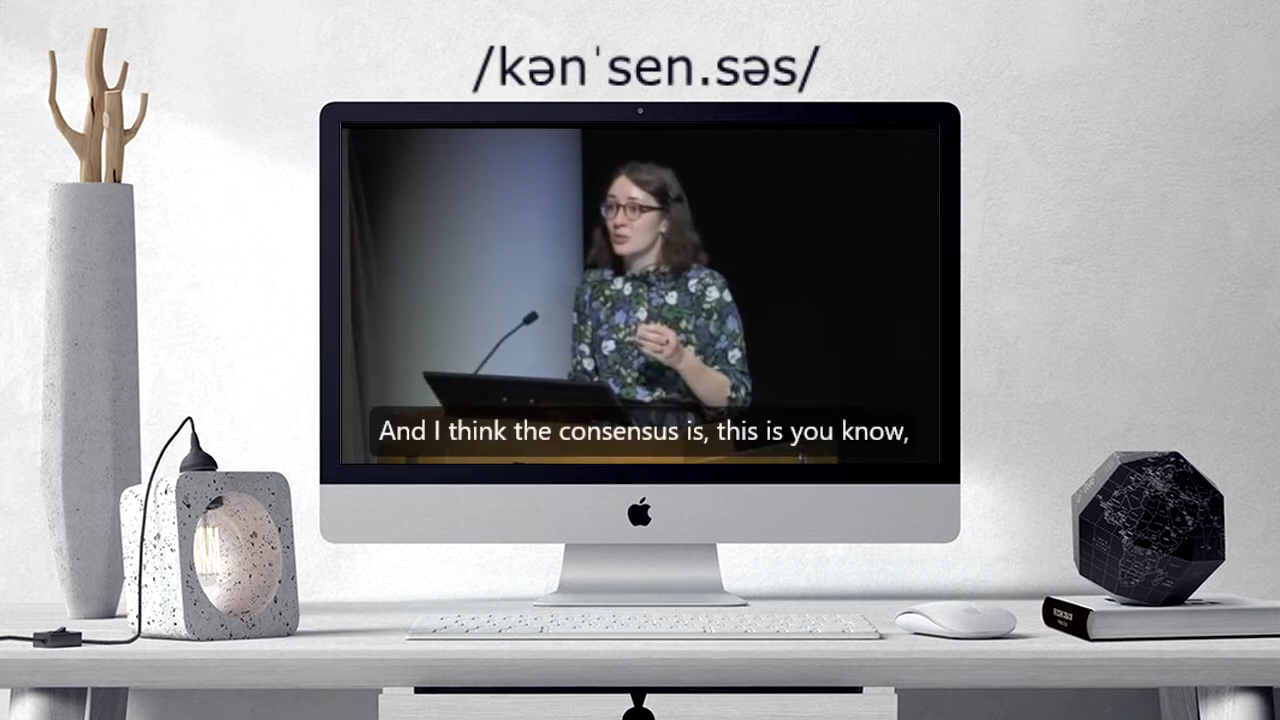 /kənˈsen.səs/
And I think the consensus is, this is you know,